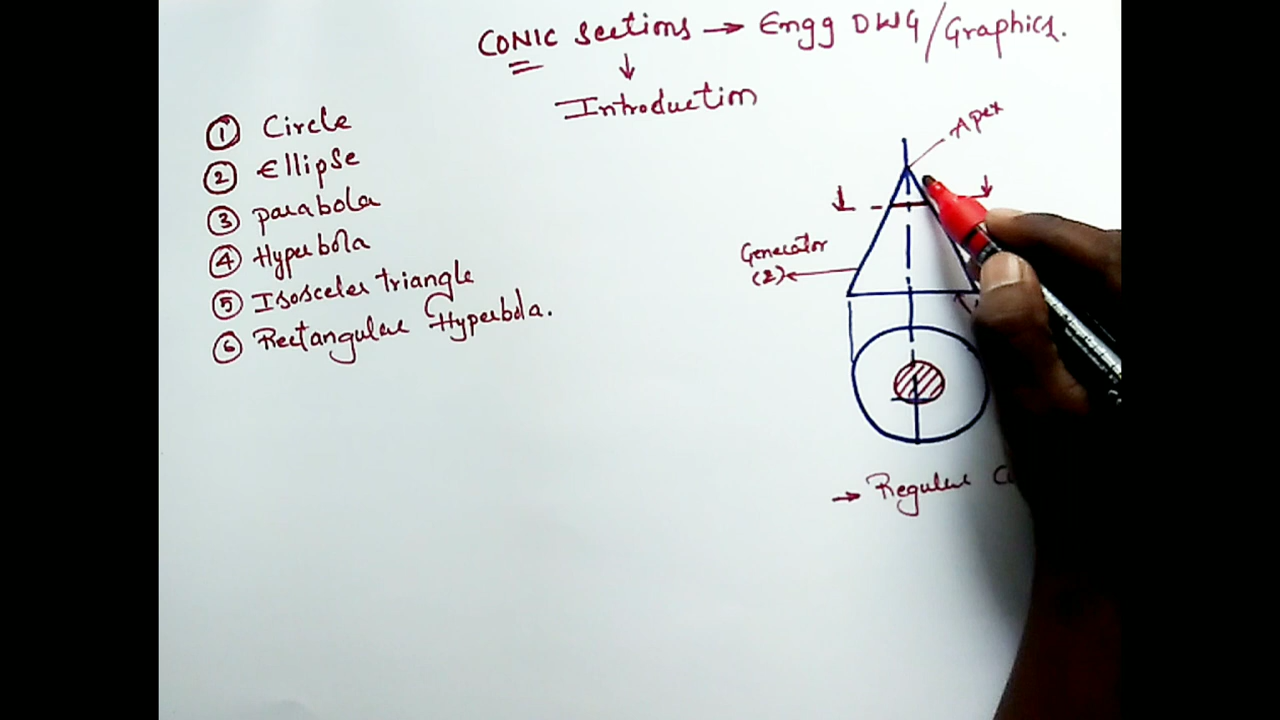 CONIC Sections → Engg DWG/Graphics.
↓
Introduction
① Circle
② Ellipse
③ parabola
④ Hyperbola
⑤ Isosceles triangle
⑥ Rectangular Hyperbola.
Apex
Generator
(2)
→ Regular